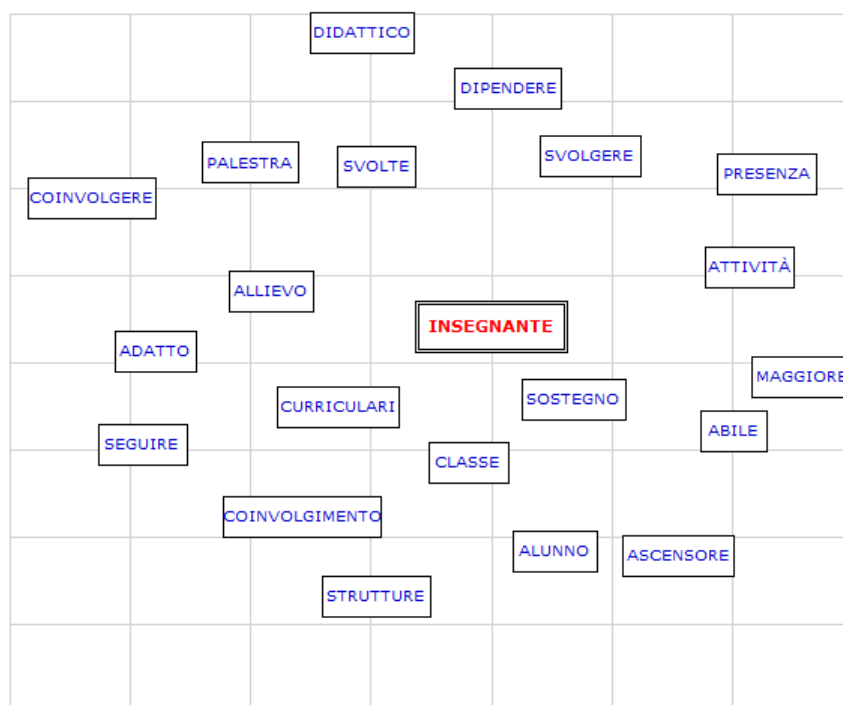 DIDATTICO
DIPENDERE
SVOLGERE
PALESTRA
SVOLTE
PRESENZA
COINVOLGERE
ATTIVITÀ
ALLIEVO
INSEGNANTE
ADATTO
MAGGIORE
SOSTEGNO
CURRICULARI
ABILE
SEGUIRE
CLASSE
COINVOLGIMENTO
ALUNNO
ASCENSORE
STRUTTURE